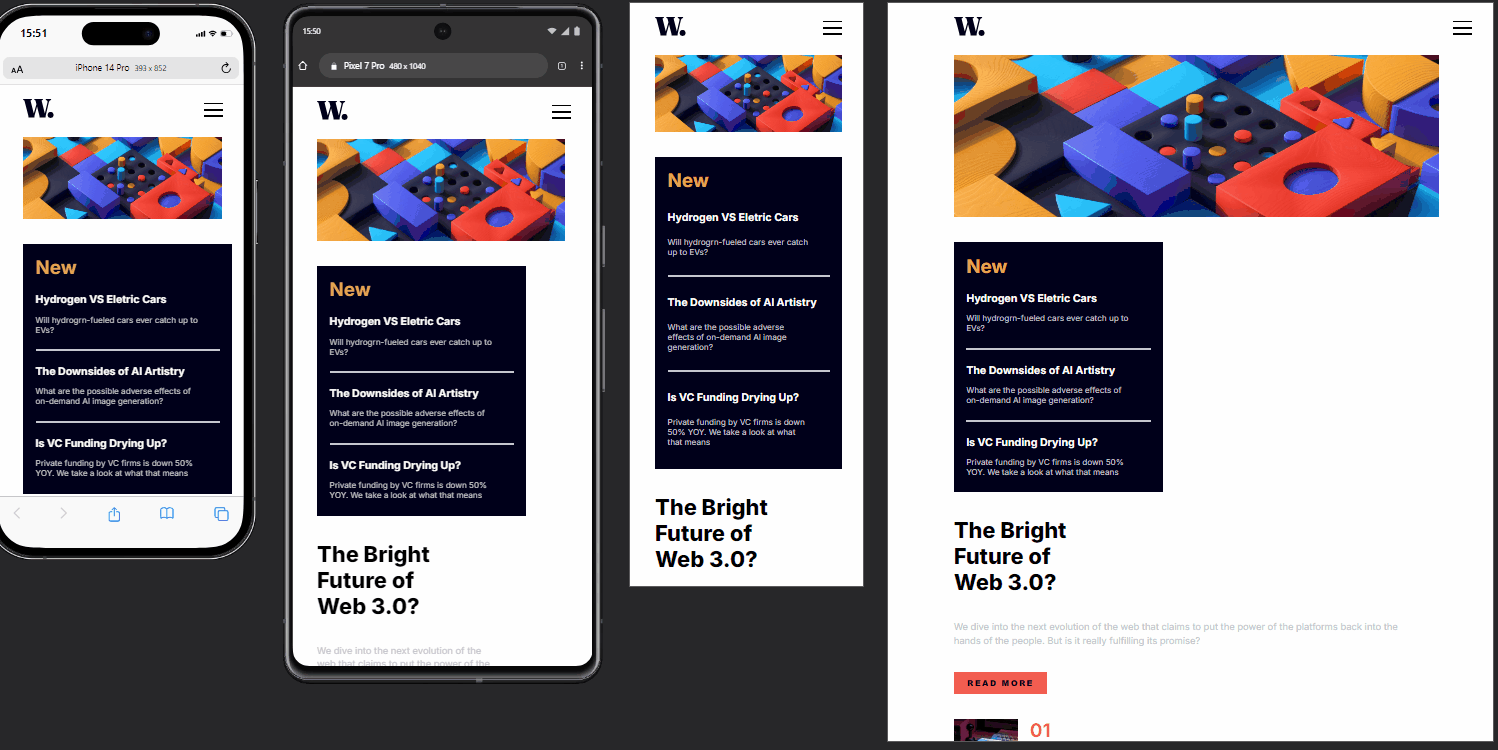 15:51
AA iPhone 14 Pro 393 x 852
W.
New
Hydrogen VS Eletric Cars
Will hydrogrn-fueled cars ever catch up to
EVs?
The Downsides of AI Artistry
What are the possible adverse effects of
on-demand AI image generation?
Is VC Funding Drying Up?
Private funding by VC firms is down 50%
YOY. We take a look at what that means
15:50
Pixel 7 Pro 480 x 1040
W.
New
Hydrogen VS Eletric Cars
Will hydrogrn-fueled cars ever catch up to
EVs?
The Downsides of AI Artistry
What are the possible adverse effects of
on-demand AI image generation?
Is VC Funding Drying Up?
Private funding by VC firms is down 50%
YOY. We take a look at what that means
The Bright
Future of
Web 3.0?
We dive into the next evolution of the
web that claims to put the power of the
W.
New
Hydrogen VS Eletric Cars
Will hydrogrn-fueled cars ever catch
up to EVs?
The Downsides of AI Artistry
What are the possible adverse
effects of on-demand AI image
generation?
Is VC Funding Drying Up?
Private funding by VC firms is down
50% YOY. We take a look at what
that means
The Bright
Future of
Web 3.0?
W.
New
Hydrogen VS Eletric Cars
Will hydrogrn-fueled cars ever catch up to
EVs?
The Downsides of AI Artistry
What are the possible adverse effects of
on-demand AI image generation?
Is VC Funding Drying Up?
Private funding by VC firms is down 50%
YOY. We take a look at what that means
The Bright
Future of
Web 3.0?
We dive into the next evolution of the web that claims to put the power of the platforms back into the
hands of the people. But is it really fulfilling its promise?
READ MORE
01